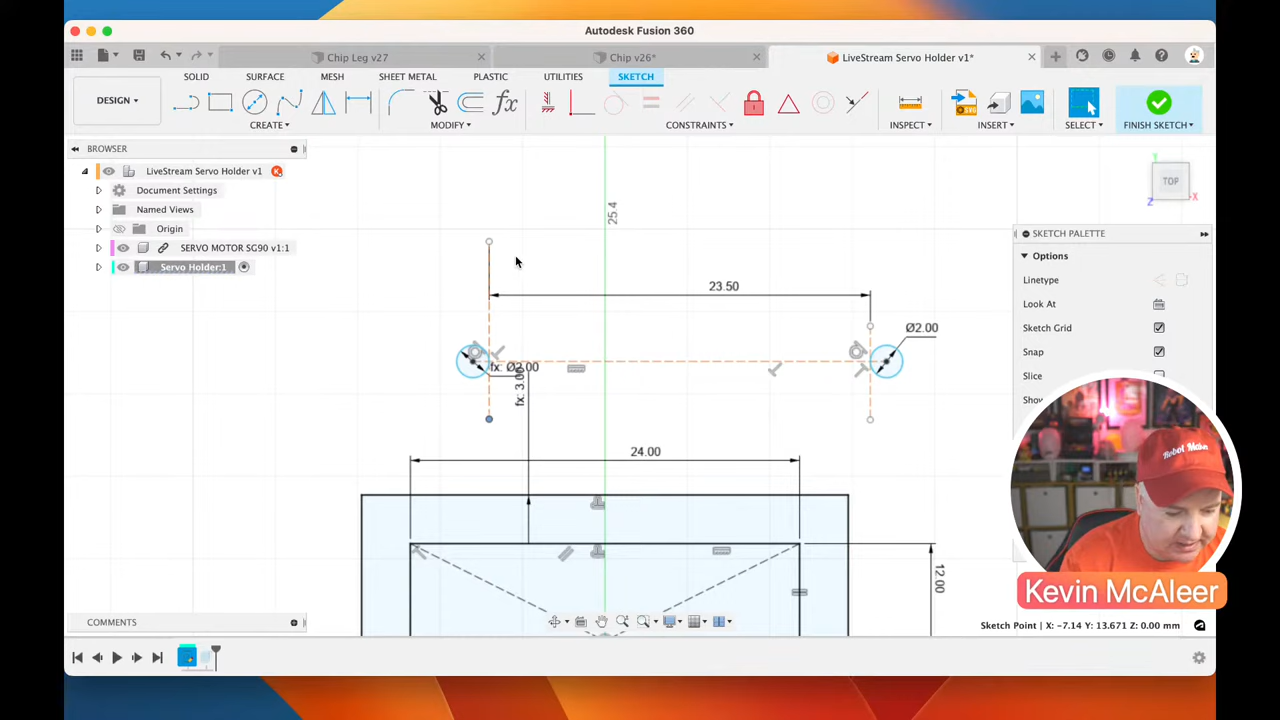 Autodesk Fusion 360
Chip Leg v27
Chip v26*
LiveStream Servo Holder v1*
SOLID
SURFACE
MESH
SHEET METAL
PLASTIC
UTILITIES
SKETCH
DESIGN
CREATE
MODIFY
CONSTRAINTS
INSPECT
INSERT
SELECT
FINISH SKETCH
BROWSER
LiveStream Servo Holder v1
K
Document Settings
Named Views
Origin
SERVO MOTOR SG90 v1:1
Servo Holder:1
TOP
Y
X
Z
25.4
23.50
Ø2.00
fx: Ø2.00
fx: 3.00
24.00
12.00
SKETCH PALETTE
Options
Linetype
Look At
Sketch Grid
Snap
Slice
Show
Kevin McAleer
COMMENTS
Sketch Point | X: -7.14 Y: 13.671 Z: 0.00 mm